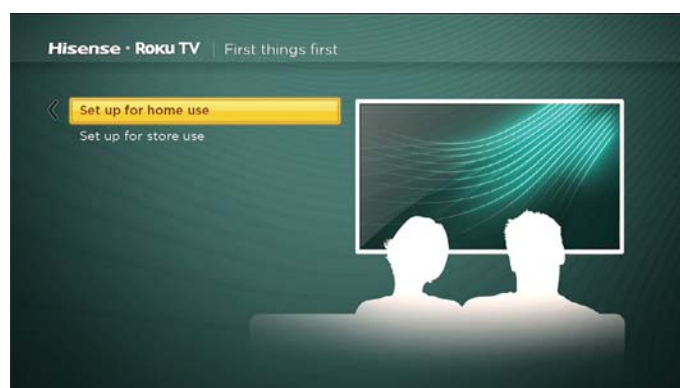 Hisense • ROKU TV | First things first
Set up for home use
Set up for store use